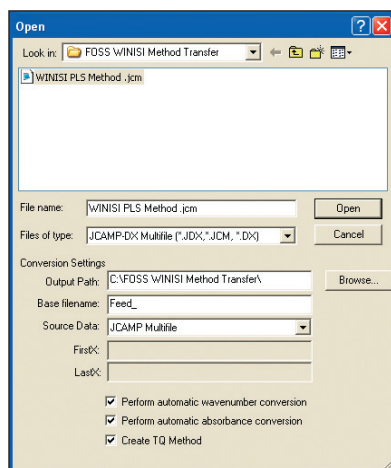 Open
Look in: FOSS WINISI Method Transfer
WINISI PLS Method .jcm
File name: WINISI PLS Method .jcm Open
Files of type: JCAMP-DX Multifile (*.JDX,*.JCM, *.DX) Cancel
Conversion Settings
Output Path: C:\FOSS WINISI Method Transfer\ Browse...
Base filename: Feed_
Source Data: JCAMP Multifile
FirstX:
LastX:
Perform automatic wavenumber conversion
Perform automatic absorbance conversion
Create TQ Method